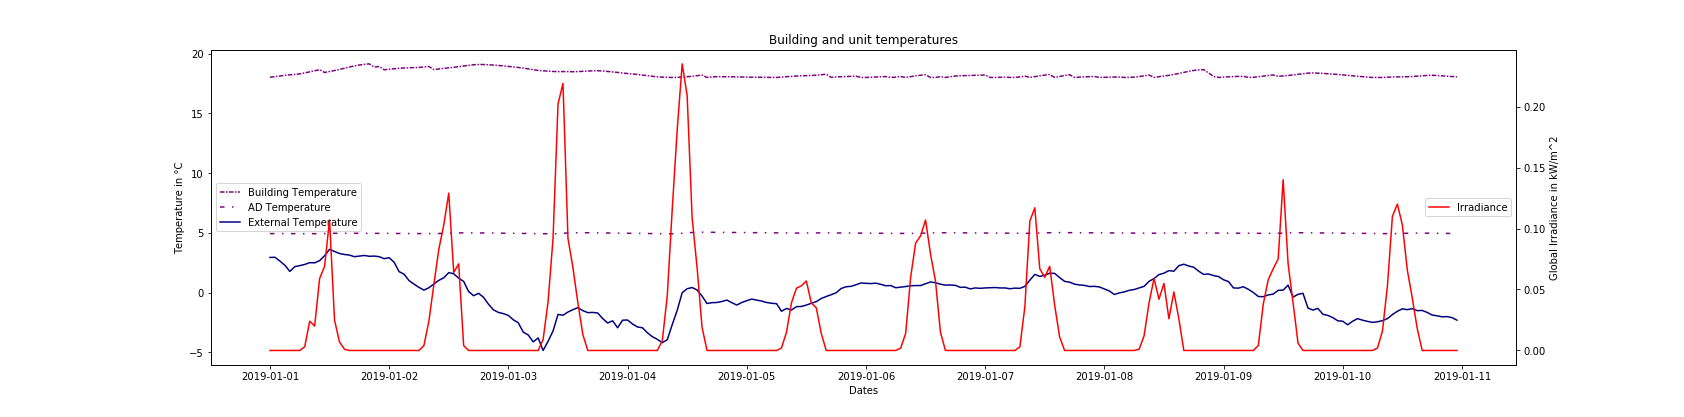 Building and unit temperatures
20
15
10
5
0
−5
Temperature in °C
Building Temperature
AD Temperature
External Temperature
Irradiance
0.20
0.15
0.10
0.05
0.00
Global Irradiance in kW/m^2
2019-01-01 2019-01-02 2019-01-03 2019-01-04 2019-01-05 2019-01-06 2019-01-07 2019-01-08 2019-01-09 2019-01-10 2019-01-11
Dates